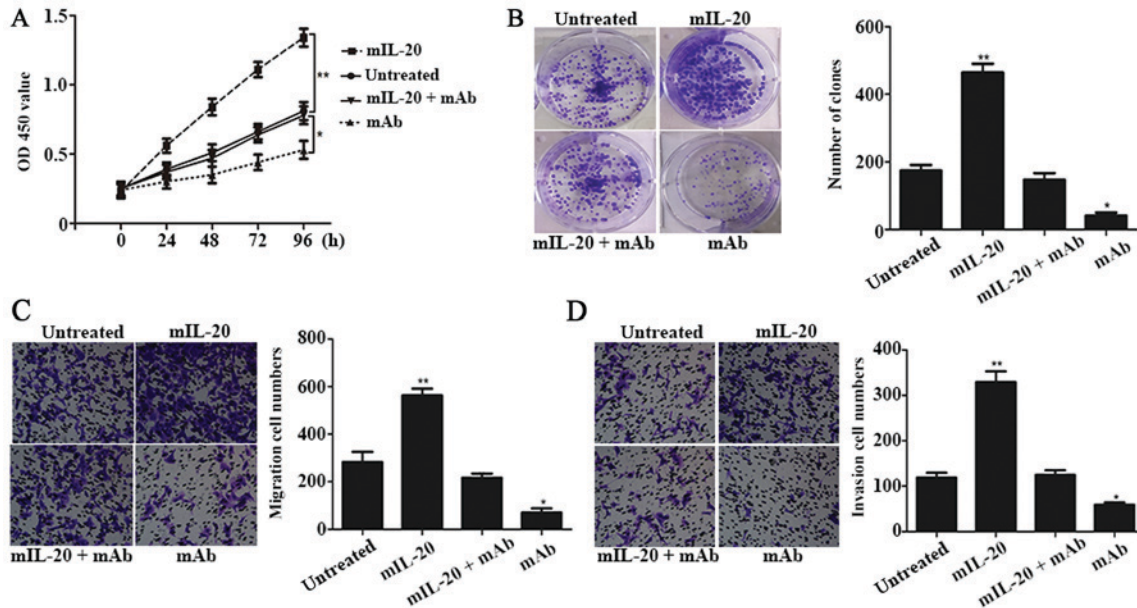 A
OD 450 value
1.5
1.0
0.5
0
0 24 48 72 96 (h)
mIL-20
Untreated
mIL-20 + mAb
mAb
**
*
B
Untreated mIL-20
mIL-20 + mAb mAb
Number of clones
600
400
200
0
**
*
Untreated
mIL-20
mIL-20 + mAb
mAb
C
Untreated mIL-20
mIL-20 + mAb mAb
Migration cell numbers
800
600
400
200
0
**
*
Untreated
mIL-20
mIL-20 + mAb
mAb
D
Untreated mIL-20
mIL-20 + mAb mAb
Invasion cell numbers
400
300
200
100
0
**
*
Untreated
mIL-20
mIL-20 + mAb
mAb